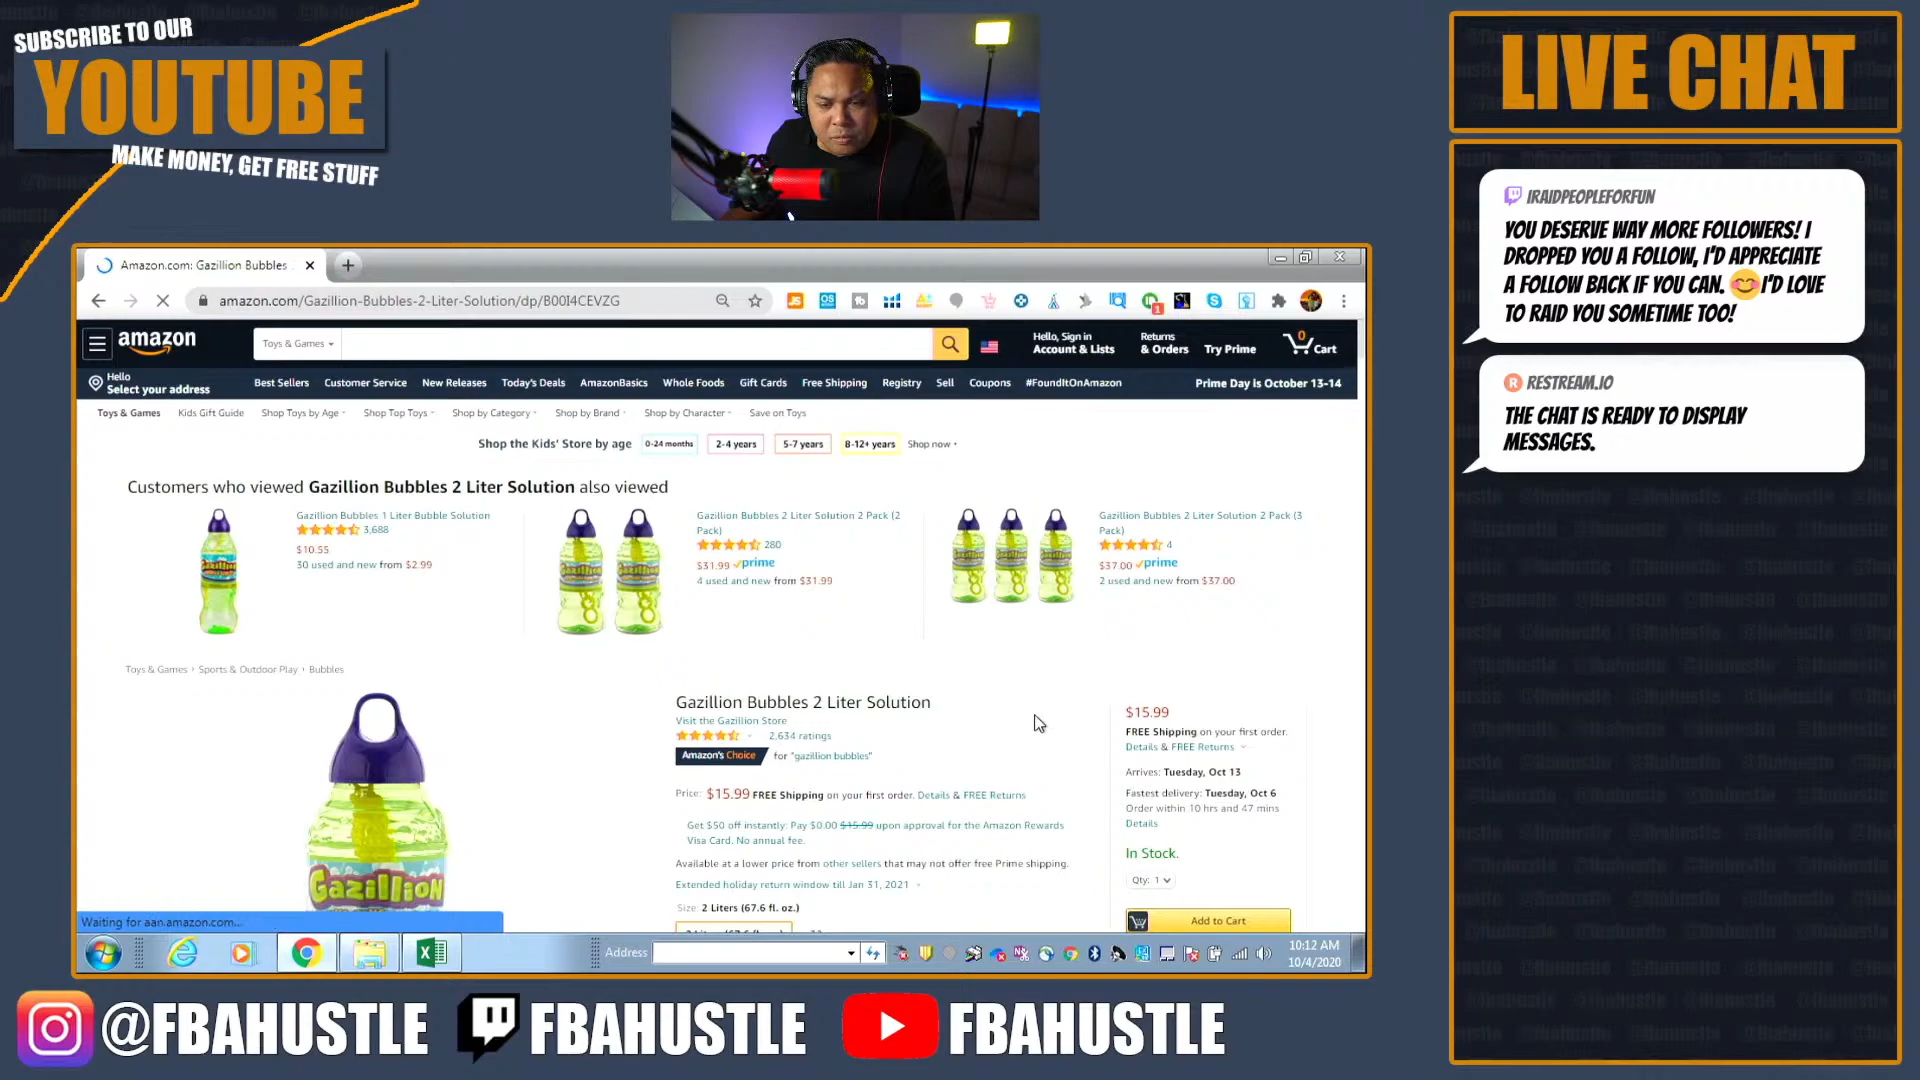 SUBSCRIBE TO OUR
YOUTUBE
MAKE MONEY, GET FREE STUFF
LIVE CHAT
IRAIDPEOPLEFORFUN
YOU DESERVE WAY MORE FOLLOWERS! I
DROPPED YOU A FOLLOW, I'D APPRECIATE
A FOLLOW BACK IF YOU CAN. 😊 I'D LOVE
TO RAID YOU SOMETIME TOO!
RESTREAM.IO
THE CHAT IS READY TO DISPLAY
MESSAGES.
Amazon.com: Gazillion Bubbles
amazon.com/Gazillion-Bubbles-2-Liter-Solution/dp/B00I4CEVZG
amazon
Toys & Games
Hello, Sign in
Account & Lists
Returns
& Orders
Try Prime
0
Cart
Hello
Select your address
Best Sellers Customer Service New Releases Today's Deals AmazonBasics Whole Foods Gift Cards Free Shipping Registry Sell Coupons #FoundItOnAmazon
Prime Day is October 13-14
Toys & Games Kids Gift Guide Shop Toys by Age Shop Top Toys Shop by Category Shop by Brand Shop by Character Save on Toys
Shop the Kids' Store by age 0-24 months 2-4 years 5-7 years 8-12+ years Shop now
Customers who viewed Gazillion Bubbles 2 Liter Solution also viewed
Gazillion Bubbles 1 Liter Bubble Solution
3,688
$10.55
30 used and new from $2.99
Gazillion Bubbles 2 Liter Solution 2 Pack (2
Pack)
280
$31.99 prime
4 used and new from $31.99
Gazillion Bubbles 2 Liter Solution 2 Pack (3
Pack)
4
$37.00 prime
2 used and new from $37.00
Toys & Games › Sports & Outdoor Play › Bubbles
Gazillion
Gazillion Bubbles 2 Liter Solution
Visit the Gazillion Store
2,634 ratings
Amazon's Choice for "gazillion bubbles"
Price: $15.99 FREE Shipping on your first order. Details & FREE Returns
Get $50 off instantly: Pay $0.00 $15.99 upon approval for the Amazon Rewards
Visa Card. No annual fee.
Available at a lower price from other sellers that may not offer free Prime shipping.
Extended holiday return window till Jan 31, 2021
Size: 2 Liters (67.6 fl. oz.)
$15.99
FREE Shipping on your first order.
Details & FREE Returns
Arrives: Tuesday, Oct 13
Fastest delivery: Tuesday, Oct 6
Order within 10 hrs and 47 mins
Details
In Stock.
Qty: 1
Add to Cart
Waiting for aan.amazon.com...
Address
10:12 AM
10/4/2020
@FBAHUSTLE
FBAHUSTLE
FBAHUSTLE